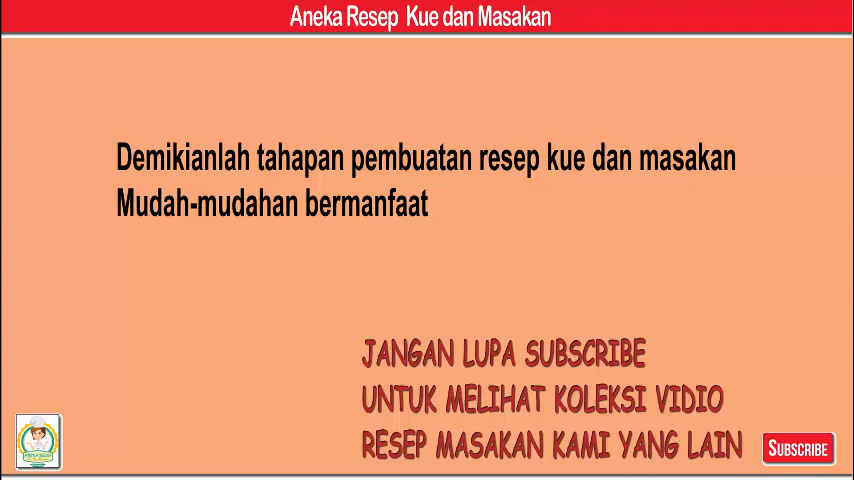 Aneka Resep Kue dan Masakan
Demikianlah tahapan pembuatan resep kue dan masakan
Mudah-mudahan bermanfaat
JANGAN LUPA SUBSCRIBE
UNTUK MELIHAT KOLEKSI VIDIO
RESEP MASAKAN KAMI YANG LAIN
SUBSCRIBE